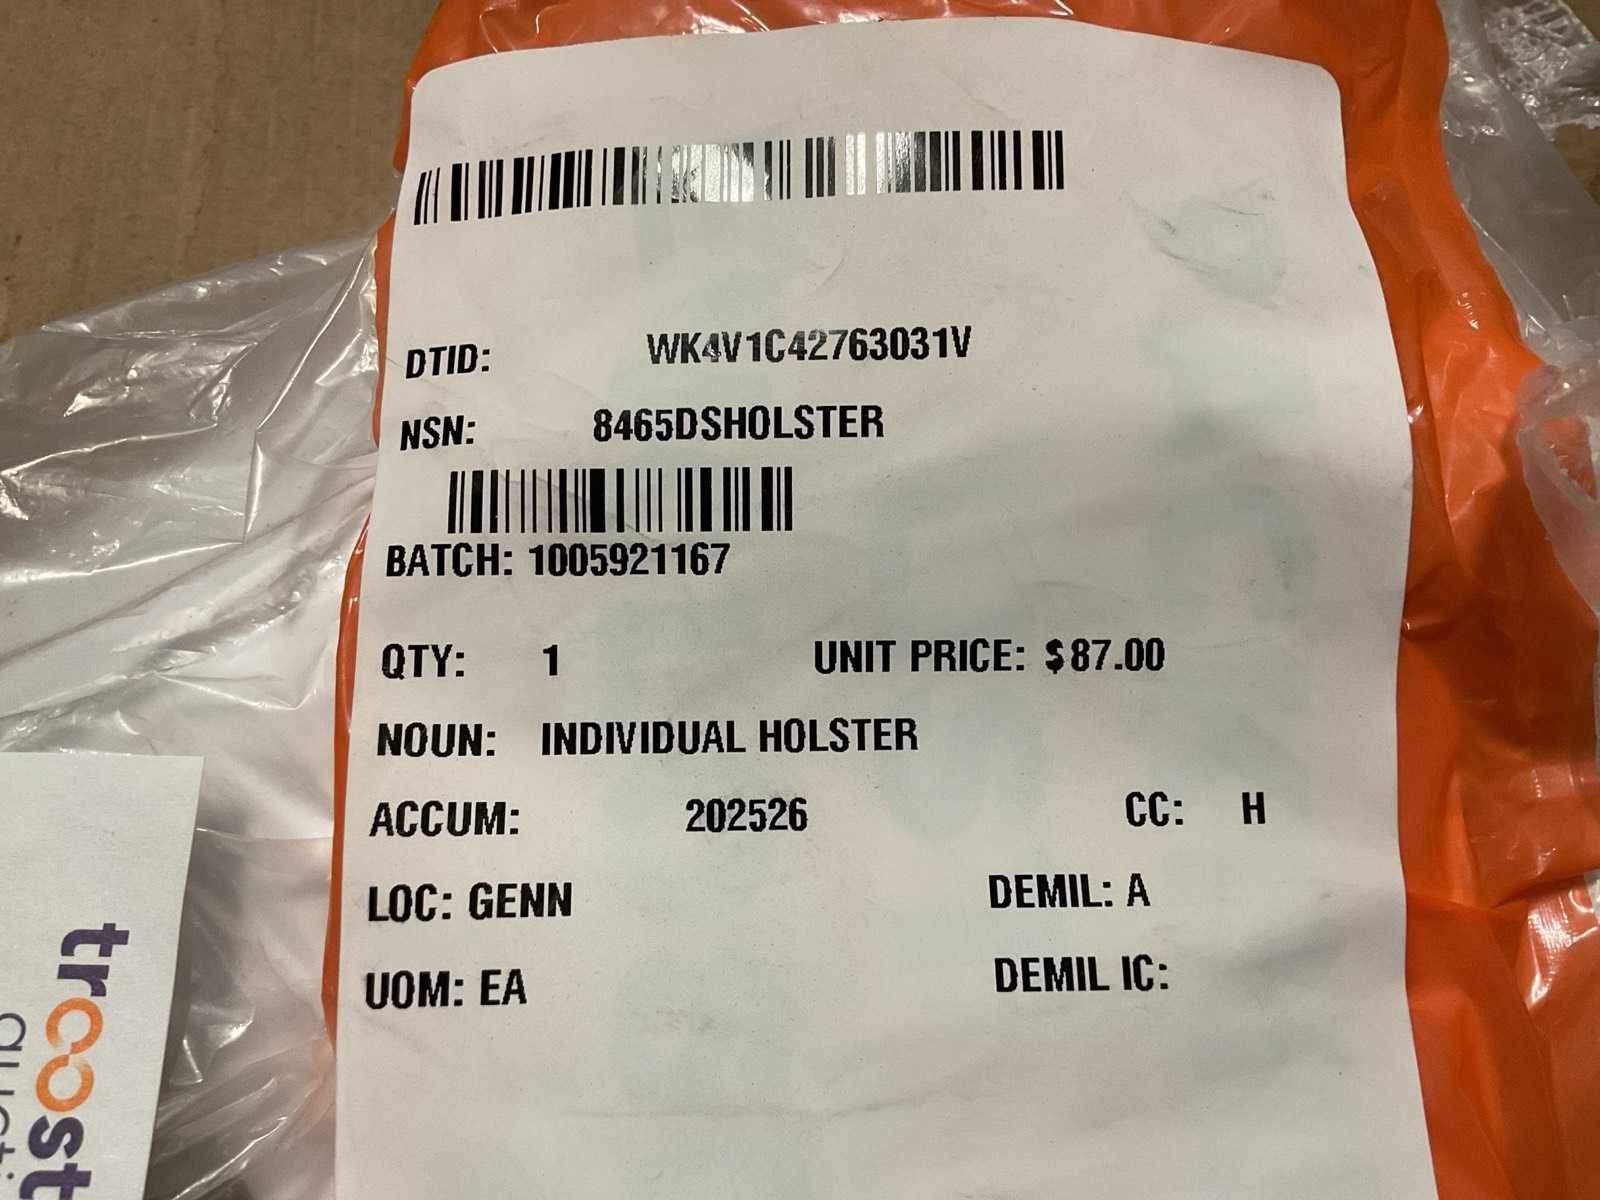 DTID: WK4V1C42763031V
NSN: 8465DSHOLSTER
BATCH: 1005921167
QTY: 1 UNIT PRICE: $87.00
NOUN: INDIVIDUAL HOLSTER
ACCUM: 202526 CC: H
LOC: GENN DEMIL: A
UOM: EA DEMIL IC:
troost